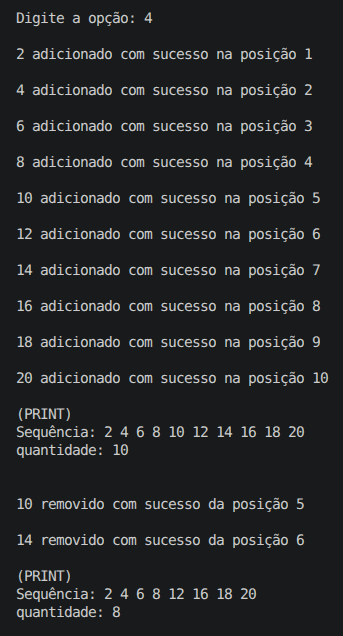 Digite a opção: 4
2 adicionado com sucesso na posição 1
4 adicionado com sucesso na posição 2
6 adicionado com sucesso na posição 3
8 adicionado com sucesso na posição 4
10 adicionado com sucesso na posição 5
12 adicionado com sucesso na posição 6
14 adicionado com sucesso na posição 7
16 adicionado com sucesso na posição 8
18 adicionado com sucesso na posição 9
20 adicionado com sucesso na posição 10
(PRINT)
Sequência: 2 4 6 8 10 12 14 16 18 20
quantidade: 10
10 removido com sucesso da posição 5
14 removido com sucesso da posição 6
(PRINT)
Sequência: 2 4 6 8 12 16 18 20
quantidade: 8